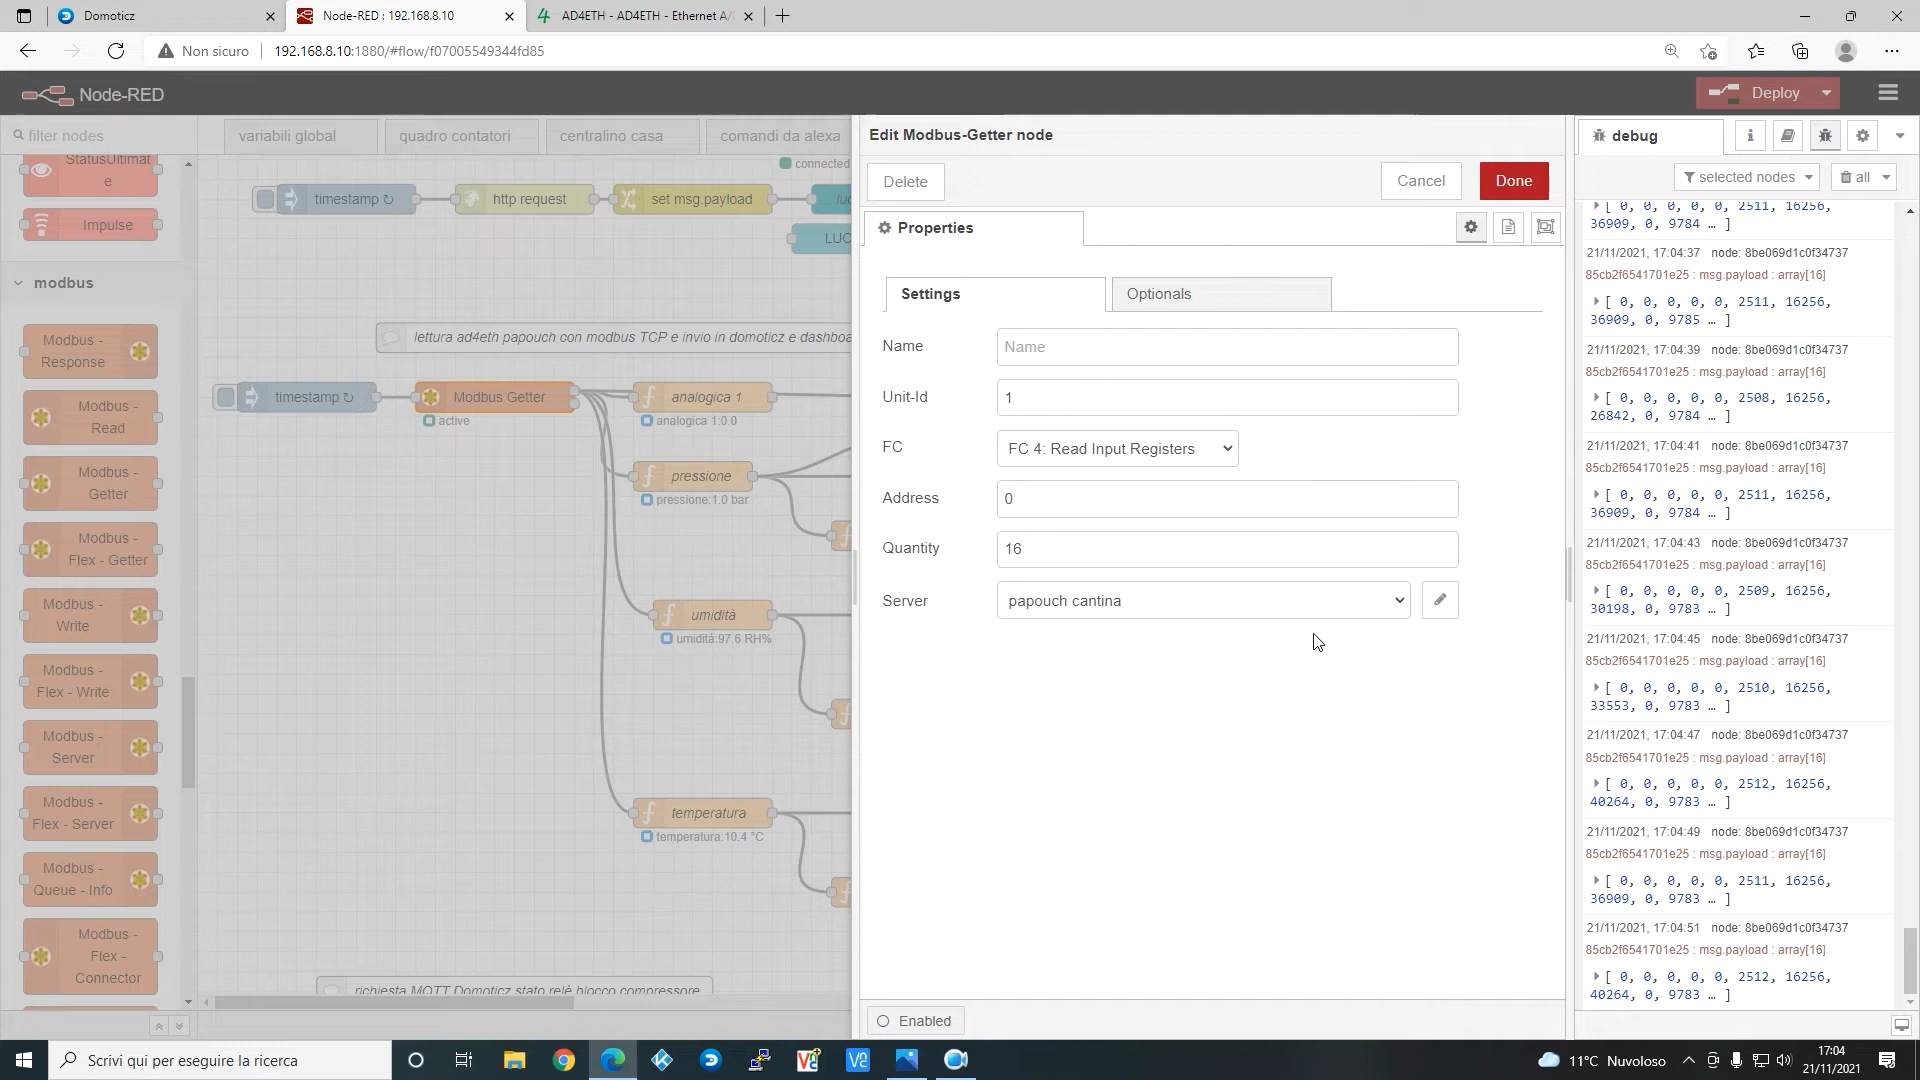 Domoticz
Node-RED : 192.168.8.10
AD4ETH - AD4ETH - Ethernet A/
Non sicuro
192.168.8.10:1880/#flow/f07005549344fd85
Node-RED
Deploy
filter nodes
variabili global
quadro contatori
centralino casa
comandi da alexa
StatusUltimat
e
Impulse
modbus
Modbus -
Response
Modbus -
Read
Modbus -
Getter
Modbus -
Flex - Getter
Modbus -
Write
Modbus -
Flex - Write
Modbus -
Server
Modbus -
Flex - Server
Modbus -
Queue - Info
Modbus -
Flex -
Connector
connected
timestamp ↻
http request
set msg.payload
LUC
lettura ad4eth papouch con modbus TCP e invio in domoticz e dashboa
timestamp ↻
Modbus Getter
active
analogica 1
analogica 1:0.0
pressione
pressione:1.0 bar
umidità
umiditá:97.6 RH%
temperatura
temperatura:10.4 °C
richiesta MQTT Domoticz stato relè blocco compressore
Edit Modbus-Getter node
Delete
Cancel
Done
Properties
Settings
Optionals
Name
Name
Unit-Id
1
FC
FC 4: Read Input Registers
Address
0
Quantity
16
Server
papouch cantina
Enabled
debug
selected nodes
all
[ 0, 0, 0, 0, 0, 2511, 16256,
36909, 0, 9784 … ]
21/11/2021, 17:04:37 node: 8be069d1c0f34737
85cb2f6541701e25 : msg.payload : array[16]
[ 0, 0, 0, 0, 0, 2511, 16256,
36909, 0, 9785 … ]
21/11/2021, 17:04:39 node: 8be069d1c0f34737
85cb2f6541701e25 : msg.payload : array[16]
[ 0, 0, 0, 0, 0, 2508, 16256,
26842, 0, 9784 … ]
21/11/2021, 17:04:41 node: 8be069d1c0f34737
85cb2f6541701e25 : msg.payload : array[16]
[ 0, 0, 0, 0, 0, 2511, 16256,
36909, 0, 9784 … ]
21/11/2021, 17:04:43 node: 8be069d1c0f34737
85cb2f6541701e25 : msg.payload : array[16]
[ 0, 0, 0, 0, 0, 2509, 16256,
30198, 0, 9783 … ]
21/11/2021, 17:04:45 node: 8be069d1c0f34737
85cb2f6541701e25 : msg.payload : array[16]
[ 0, 0, 0, 0, 0, 2510, 16256,
33553, 0, 9783 … ]
21/11/2021, 17:04:47 node: 8be069d1c0f34737
85cb2f6541701e25 : msg.payload : array[16]
[ 0, 0, 0, 0, 0, 2512, 16256,
40264, 0, 9783 … ]
21/11/2021, 17:04:49 node: 8be069d1c0f34737
85cb2f6541701e25 : msg.payload : array[16]
[ 0, 0, 0, 0, 0, 2511, 16256,
36909, 0, 9783 … ]
21/11/2021, 17:04:51 node: 8be069d1c0f34737
85cb2f6541701e25 : msg.payload : array[16]
[ 0, 0, 0, 0, 0, 2512, 16256,
40264, 0, 9783 … ]
Scrivi qui per eseguire la ricerca
11°C Nuvoloso
17:04
21/11/2021